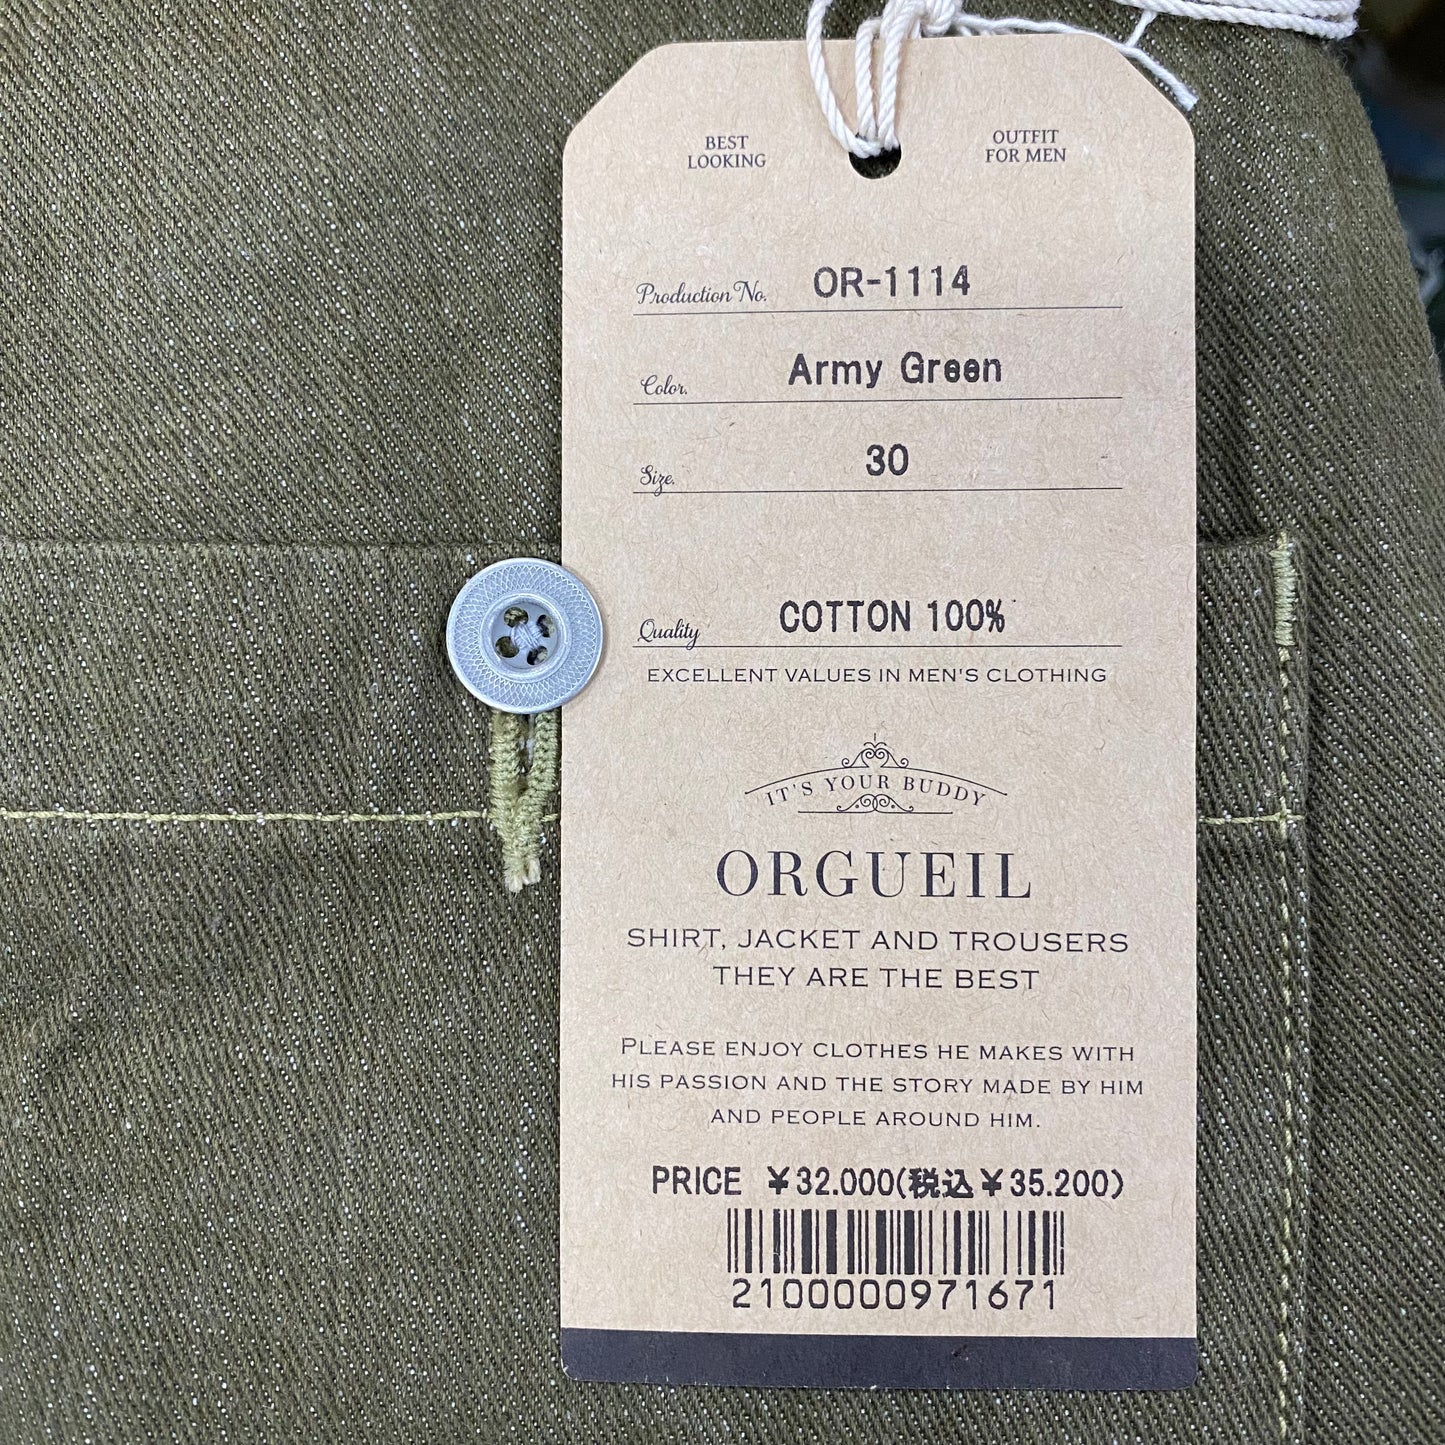 BEST
LOOKING
OUTFIT
FOR MEN
Production No. OR-1114
Color. Army Green
Size. 30
Quality COTTON 100%
EXCELLENT VALUES IN MEN'S CLOTHING
IT'S YOUR BUDDY
ORGUEIL
SHIRT, JACKET AND TROUSERS
THEY ARE THE BEST
PLEASE ENJOY CLOTHES HE MAKES WITH
HIS PASSION AND THE STORY MADE BY HIM
AND PEOPLE AROUND HIM.
PRICE ¥32.000(税込¥35.200)
2100000971671